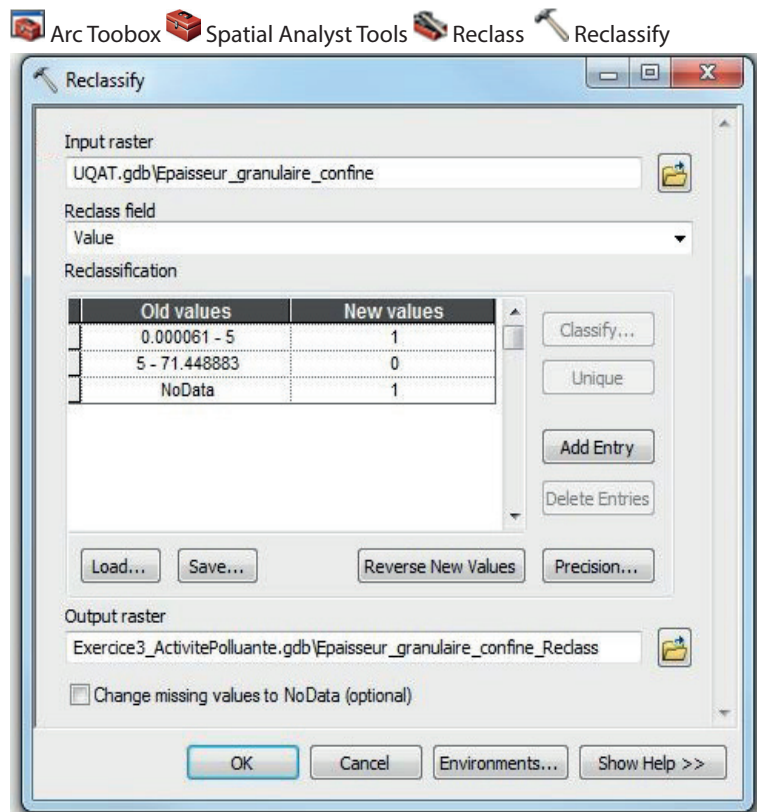 Arc Toobox Spatial Analyst Tools Reclass Reclassify
Reclassify
Input raster
UQAT.gdb\Epaisseur_granulaire_confine
Reclass field
Value
Reclassification
Old values New values
0.000061 - 5 1
5 - 71.448883 0
NoData 1
Classify...
Unique
Add Entry
Delete Entries
Load... Save... Reverse New Values Precision...
Output raster
Exercice3_ActivitePolluante.gdb\Epaisseur_granulaire_confine_Reclass
Change missing values to NoData (optional)
OK Cancel Environments... Show Help >>